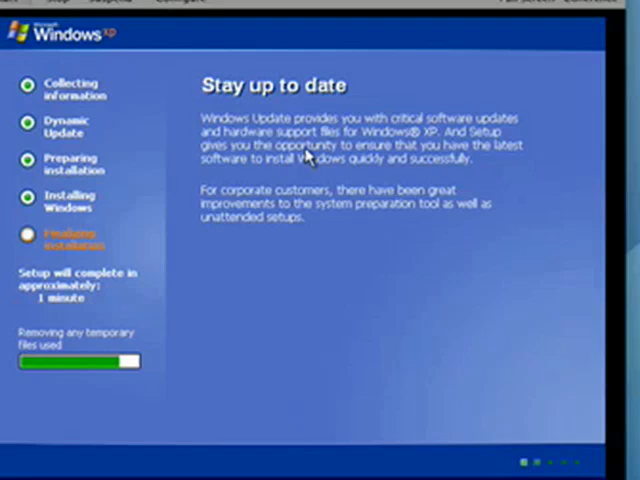 Microsoft
Windows xp
Collecting
information
Dynamic
Update
Preparing
installation
Installing
Windows
Finalizing
installation
Setup will complete in
approximately:
1 minute
Removing any temporary
files used
Stay up to date
Windows Update provides you with critical software updates
and hardware support files for Windows® XP. And Setup
gives you the opportunity to ensure that you have the latest
software to install Windows quickly and successfully.
For corporate customers, there have been great
improvements to the system preparation tool as well as
unattended setups.